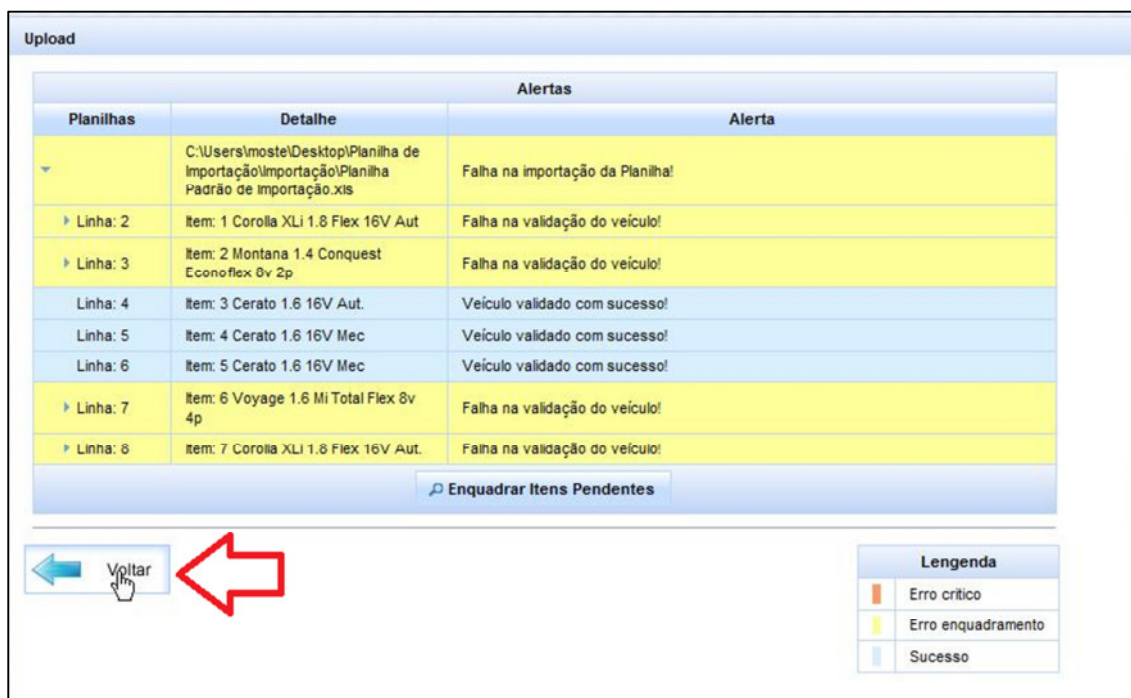 Upload
Alertas
Planilhas Detalhe Alerta
C:\Users\moste\Desktop\Planilha de
Importação\Importação\Planilha
Padrão de Importação.xls
Falha na importação da Planilha!
Linha: 2 Item: 1 Corolla XLi 1.8 Flex 16V Aut Falha na validação do veículo!
Linha: 3 Item: 2 Montana 1.4 Conquest
Econoflex 8v 2p
Falha na validação do veículo!
Linha: 4 Item: 3 Cerato 1.6 16V Aut. Veículo validado com sucesso!
Linha: 5 Item: 4 Cerato 1.6 16V Mec Veículo validado com sucesso!
Linha: 6 Item: 5 Cerato 1.6 16V Mec Veículo validado com sucesso!
Linha: 7 Item: 6 Voyage 1.6 Mi Total Flex 8v
4p
Falha na validação do veículo!
Linha: 8 Item: 7 Corolla XLi 1.8 Flex 16V Aut. Falha na validação do veículo!
Enquadrar Itens Pendentes
Voltar
Lengenda
Erro critico
Erro enquadramento
Sucesso